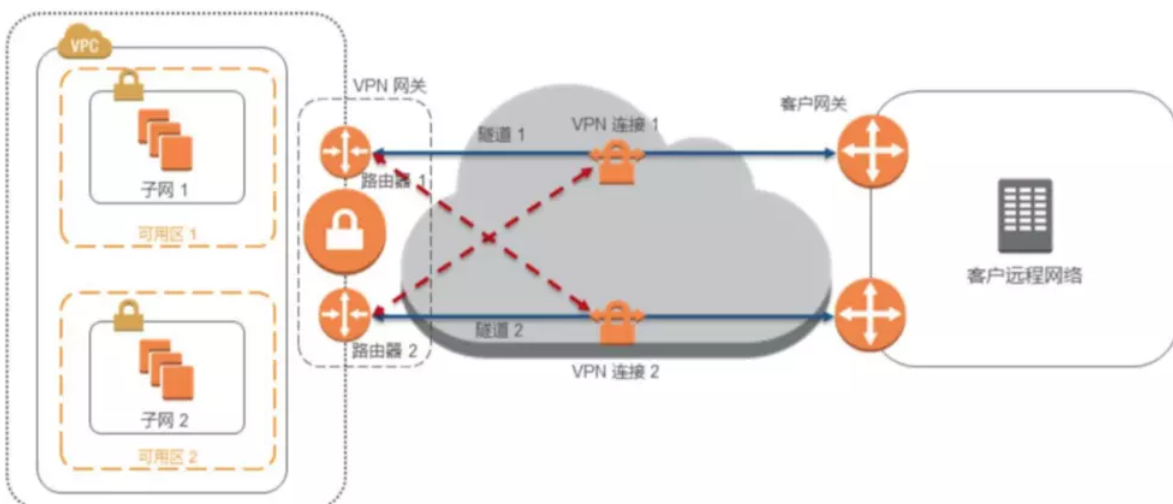 VPC
VPN 网关
客户网关
隧道 1
VPN 连接 1
路由器 1
子网 1
可用区 1
客户远程网络
隧道 2
路由器 2
VPN 连接 2
子网 2
可用区 2